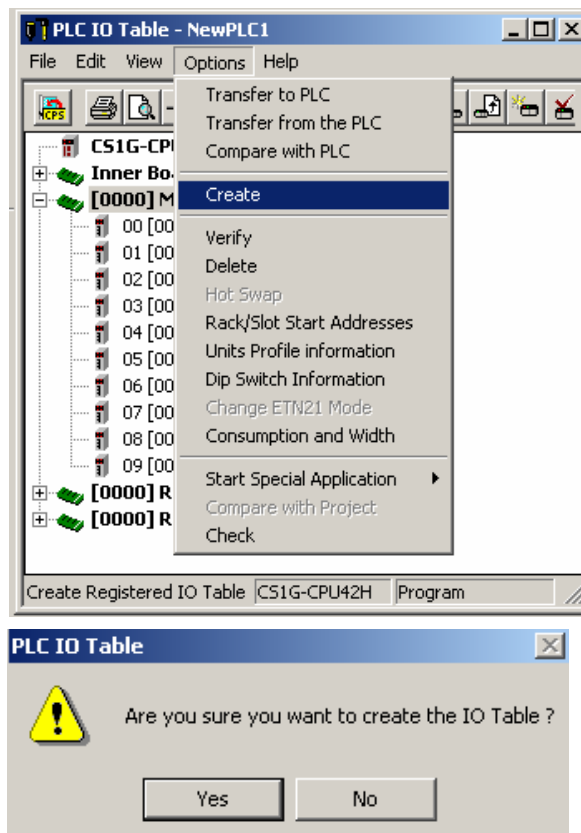 PLC IO Table - NewPLC1
File Edit View Options Help
CPS
CS1G-CP
Inner Bo
[0000] M
00 [00
01 [00
02 [00
03 [00
04 [00
05 [00
06 [00
07 [00
08 [00
09 [00
[0000] R
[0000] R
Transfer to PLC
Transfer from the PLC
Compare with PLC
Create
Verify
Delete
Hot Swap
Rack/Slot Start Addresses
Units Profile information
Dip Switch Information
Change ETN21 Mode
Consumption and Width
Start Special Application
Compare with Project
Check
Create Registered IO Table CS1G-CPU42H Program
PLC IO Table
Are you sure you want to create the IO Table ?
Yes No